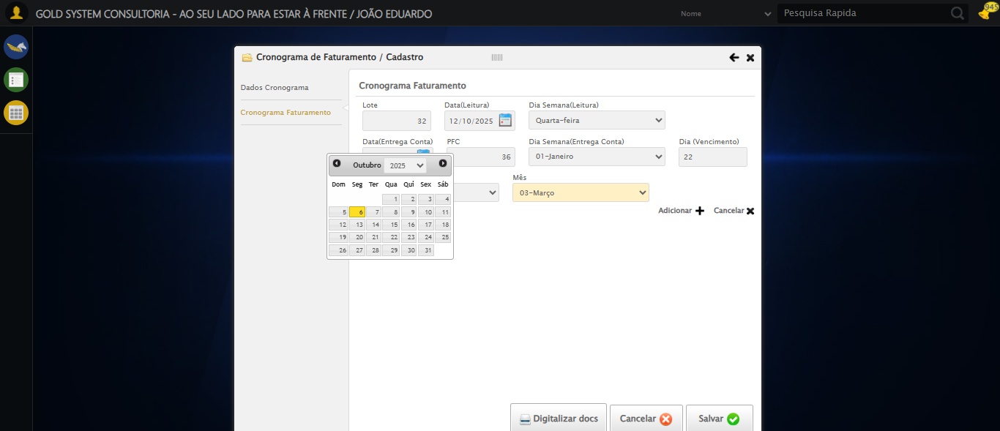 GOLD SYSTEM CONSULTORIA - AO SEU LADO PARA ESTAR À FRENTE / JOÃO EDUARDO
Nome
Pesquisa Rapida
945
Cronograma de Faturamento / Cadastro
Dados Cronograma
Cronograma Faturamento
Cronograma Faturamento
Lote
Data(Leitura)
Dia Semana(Leitura)
32
12/10/2025
Quarta-feira
Data(Entrega Conta)
PFC
Dia Semana(Entrega Conta)
Dia (Vencimento)
36
01-Janeiro
22
Outubro 2025
Dom Seg Ter Qua Qui Sex Sáb
1 2 3 4
5 6 7 8 9 10 11
12 13 14 15 16 17 18
19 20 21 22 23 24 25
26 27 28 29 30 31
Mês
03-Março
Adicionar
Cancelar
Digitalizar docs
Cancelar
Salvar